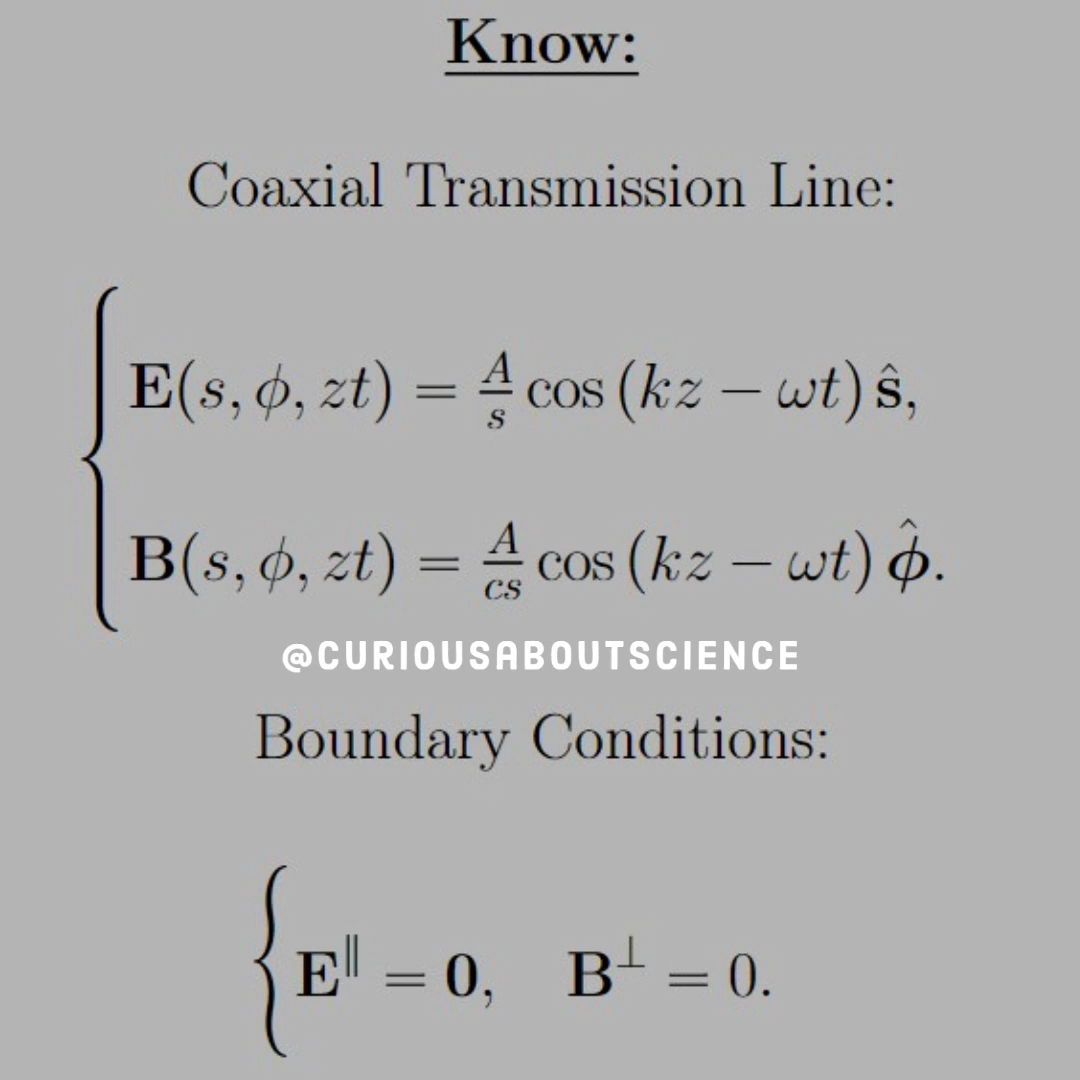 Know:
Coaxial Transmission Line:
E(s, ϕ, zt) = A/s cos (kz − ωt) ŝ,
B(s, ϕ, zt) = A/cs cos (kz − ωt) ϕ̂.
@CURIOUSABOUTSCIENCE
Boundary Conditions:
E^∥ = 0, B^⊥ = 0.